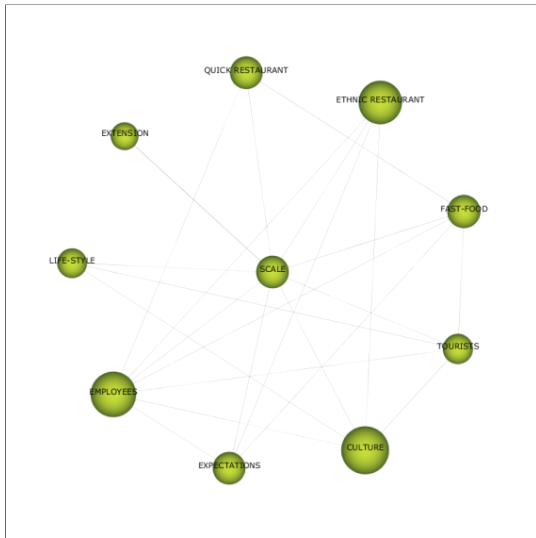 QUICK RESTAURANT
ETHNIC RESTAURANT
EXTENSION
FAST-FOOD
LIFE-STYLE
SCALE
TOURISTS
EMPLOYEES
CULTURE
EXPECTATIONS